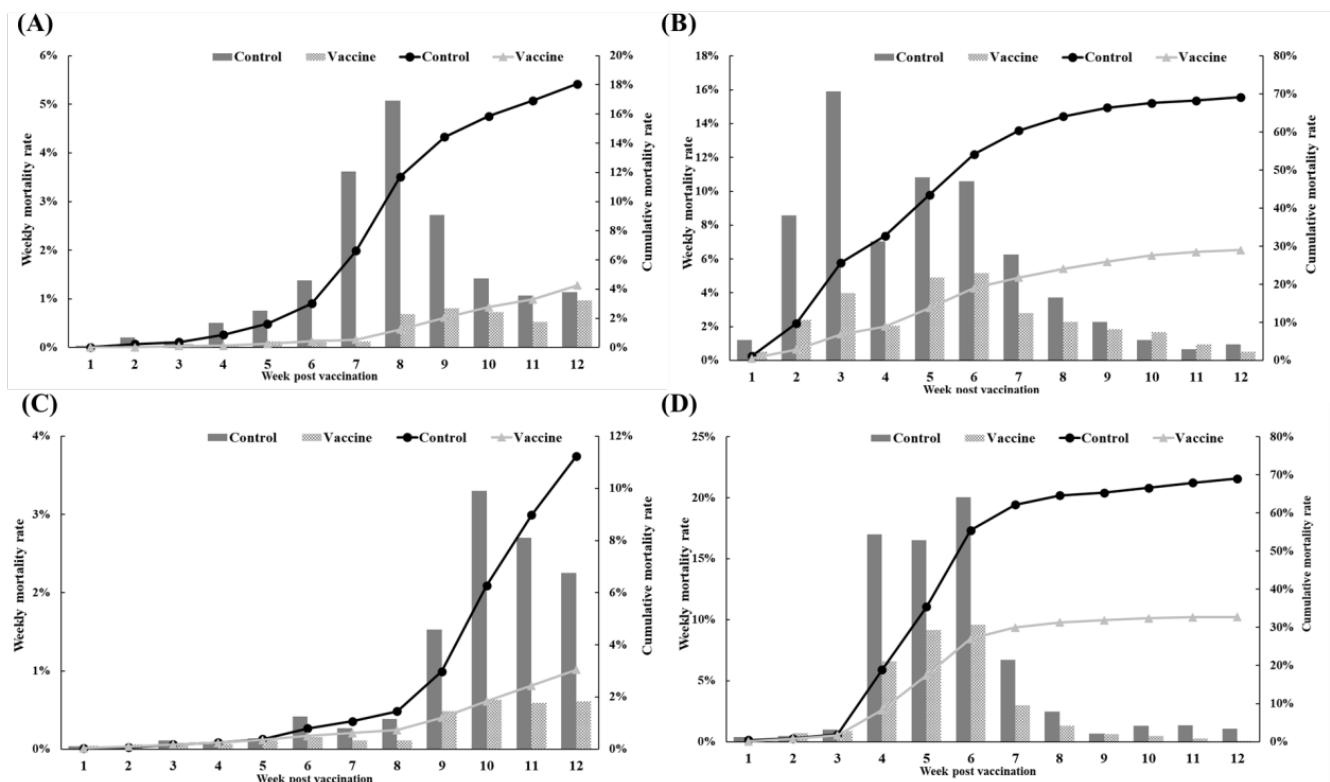 (A)
Control Vaccine Control Vaccine
6% 20%
18%
5% 16%
14%
4% 12%
3% 10%
8%
2% 6%
1% 4%
2%
0% 0%
Weekly mortality rate
Cumulative mortality rate
1 2 3 4 5 6 7 8 9 10 11 12
Week post vaccination
(B)
Control Vaccine Control Vaccine
18% 80%
16% 70%
14% 60%
12% 50%
10%
8% 40%
6% 30%
4% 20%
2% 10%
0% 0%
Weekly mortality rate
Cumulative mortality rate
1 2 3 4 5 6 7 8 9 10 11 12
Week post vaccination
(C)
Control Vaccine Control Vaccine
4% 12%
10%
3% 8%
2% 6%
1% 4%
2%
0% 0%
Weekly mortality rate
Cumulative mortality rate
1 2 3 4 5 6 7 8 9 10 11 12
Week post vaccination
(D)
Control Vaccine Control Vaccine
25% 80%
70%
20% 60%
15% 50%
40%
10% 30%
5% 20%
10%
0% 0%
Weekly mortality rate
Cumulative mortality rate
1 2 3 4 5 6 7 8 9 10 11 12
Week post vaccination